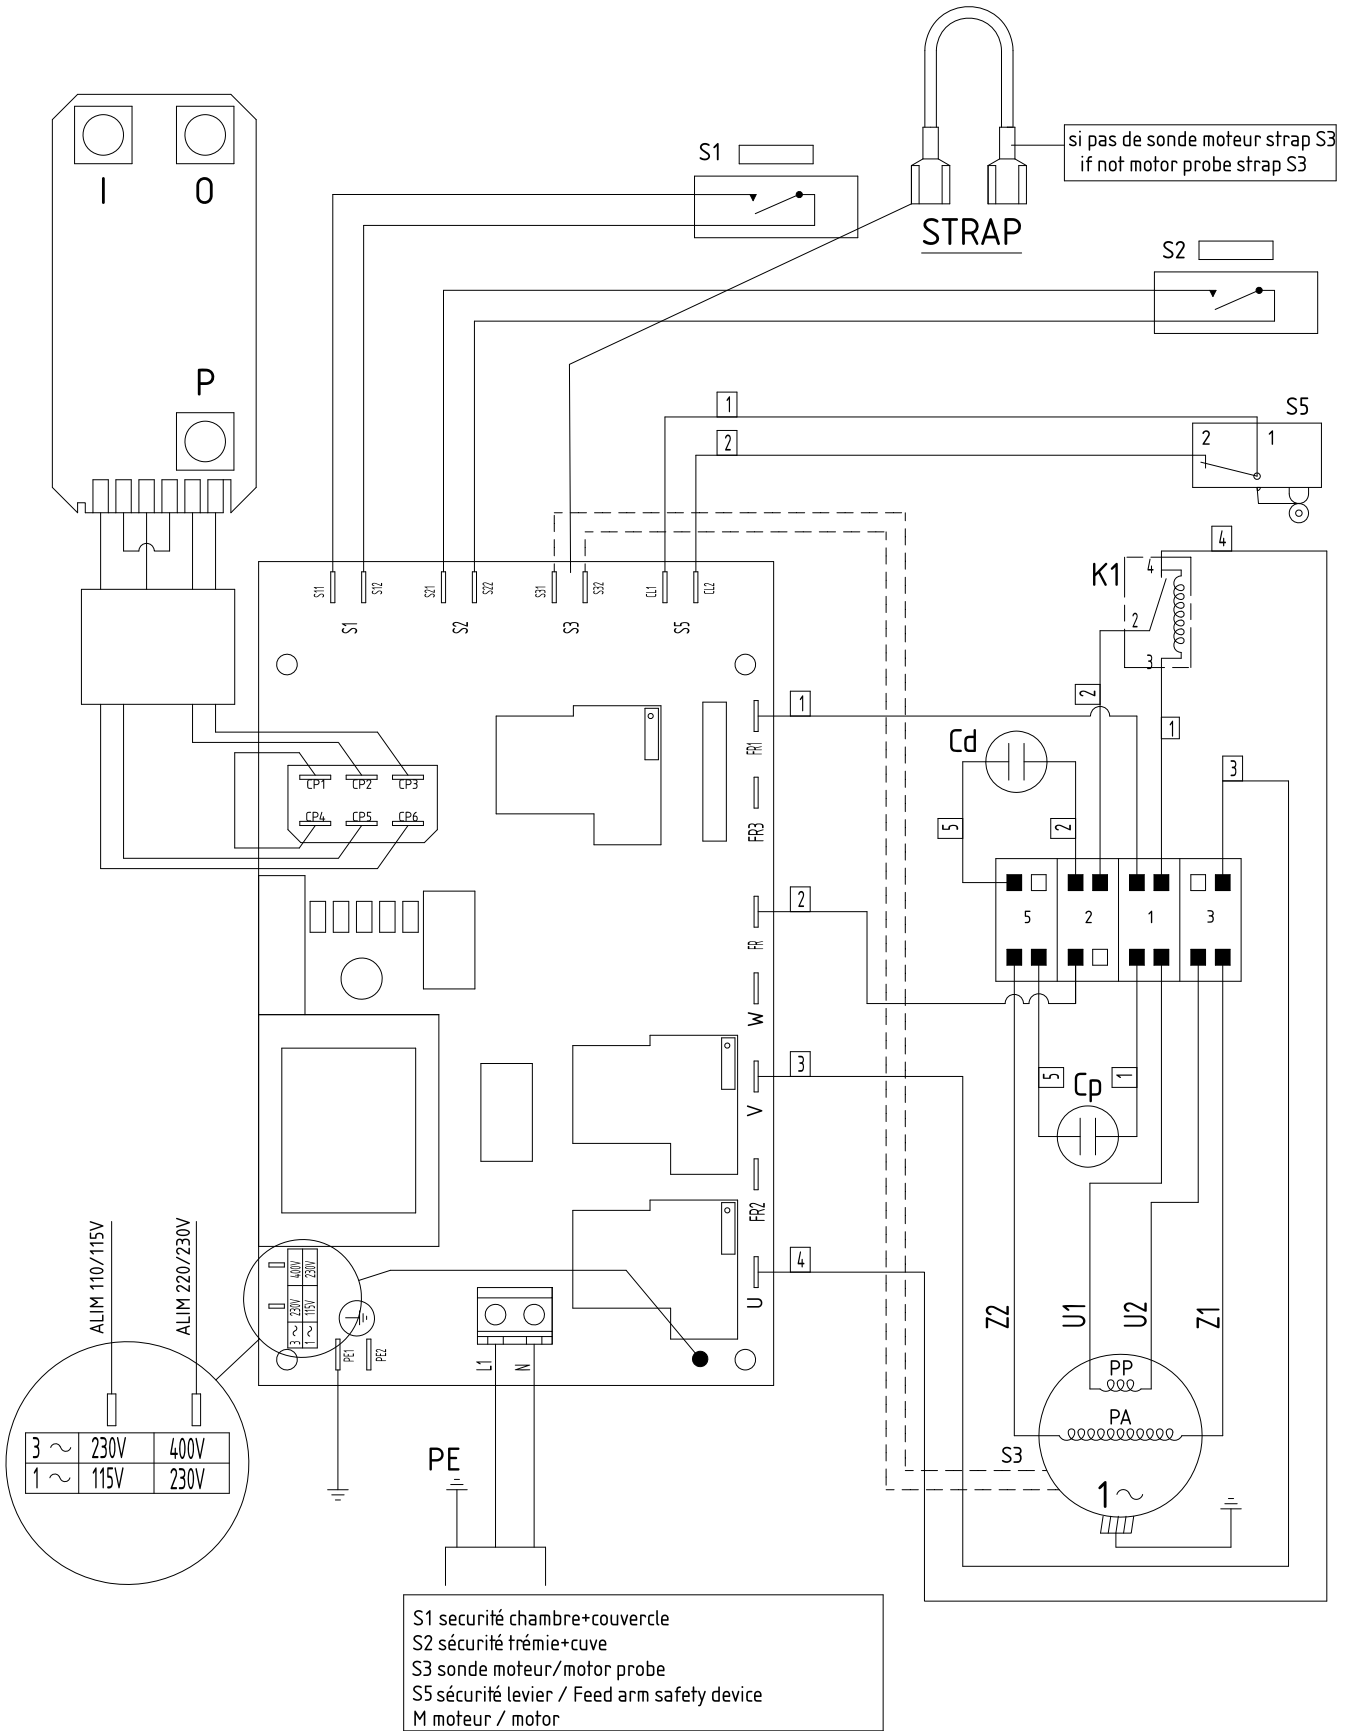 si pas de sonde moteur strap S3
if not motor probe strap S3
S1
I
O
STRAP
S2
P
1
S5
2
2
1
4
K1
4
2
3
S11
S12
S21
S22
S31
S32
CL1
CL2
S1
S2
S3
S5
2
1
1
FR1
Cd
3
CP1
CP2
CP3
CP4
CP5
CP6
FR3
5
2
2
5
2
1
3
FR
W
3
5
Cp
1
V
FR2
4
U
ALIM 110/115V
ALIM 220/230V
400V
230V
230V
115V
3 ~
1 ~
PE1
PE2
L1
N
Z2
U1
U2
Z1
PP
PA
S3
1 ~
3 ~ 230V 400V
1 ~ 115V 230V
PE
S1 securité chambre+couvercle
S2 sécurité trémie+cuve
S3 sonde moteur/motor probe
S5 sécurité levier / Feed arm safety device
M moteur / motor